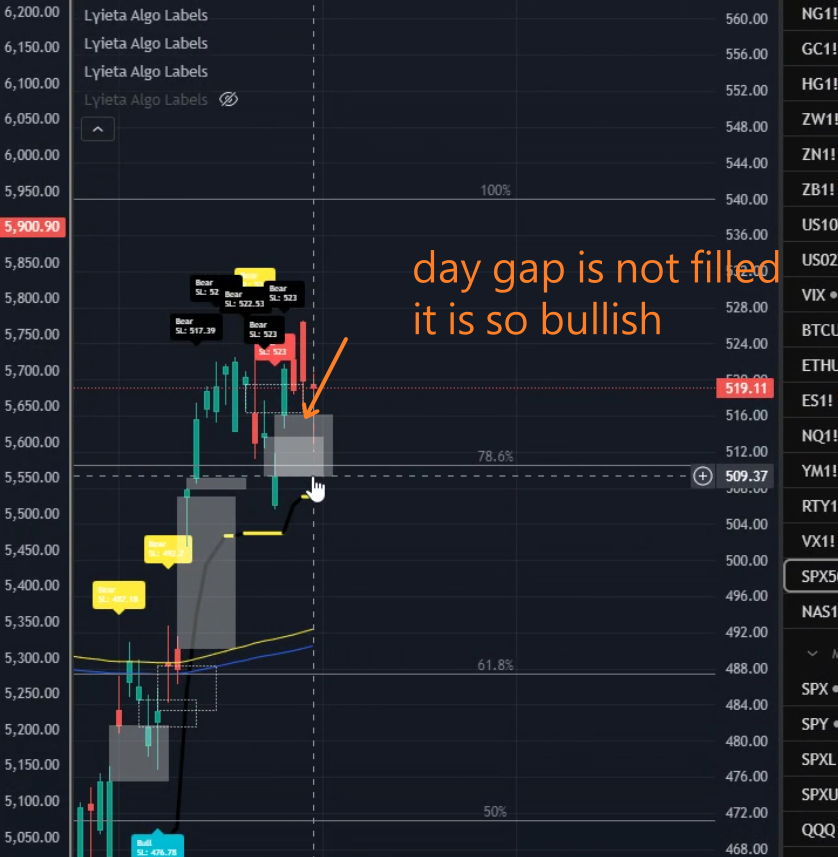 6,200.00
6,150.00
6,100.00
6,050.00
6,000.00
5,950.00
5,900.90
5,850.00
5,800.00
5,750.00
5,700.00
5,650.00
5,600.00
5,550.00
5,500.00
5,450.00
5,400.00
5,350.00
5,300.00
5,250.00
5,200.00
5,150.00
5,100.00
5,050.00
Lyieta Algo Labels
Lyieta Algo Labels
Lyieta Algo Labels
Lyieta Algo Labels
100%
day gap is not filled
it is so bullish
Bear
SL: 52
Bear
SL: 522.53
Bear
SL: 523
Bear
SL: 517.39
Bear
SL: 523
SL: 523
78.6%
Bear
Bear
61.8%
50%
Bull
SL: 476.78
560.00
556.00
552.00
548.00
544.00
540.00
536.00
528.00
524.00
519.11
516.00
512.00
509.37
504.00
500.00
496.00
492.00
488.00
484.00
480.00
476.00
472.00
468.00
NG1!
GC1!
HG1!
ZW1!
ZN1!
ZB1!
US10
US02
VIX
BTCU
ETHU
ES1!
NQ1!
YM1!
RTY1
VX1!
SPX5
NAS1
SPX
SPY
SPXL
SPXU
QQQ